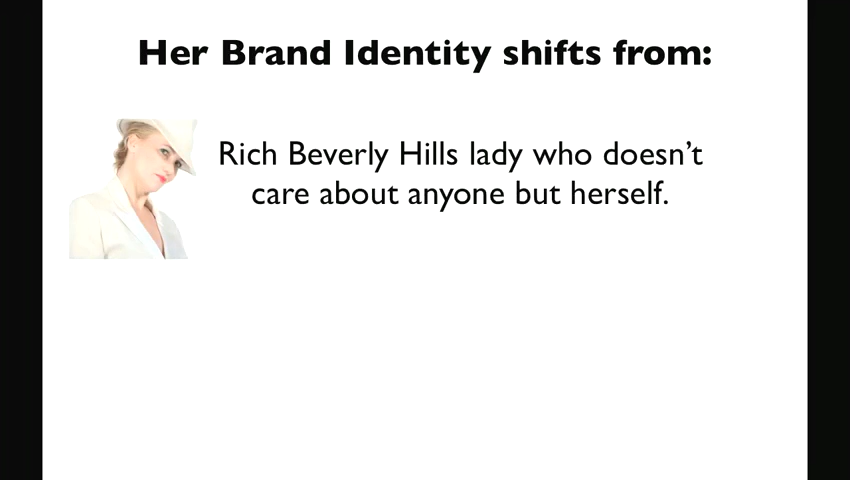 Her Brand Identity shifts from:
Rich Beverly Hills lady who doesn’t
care about anyone but herself.